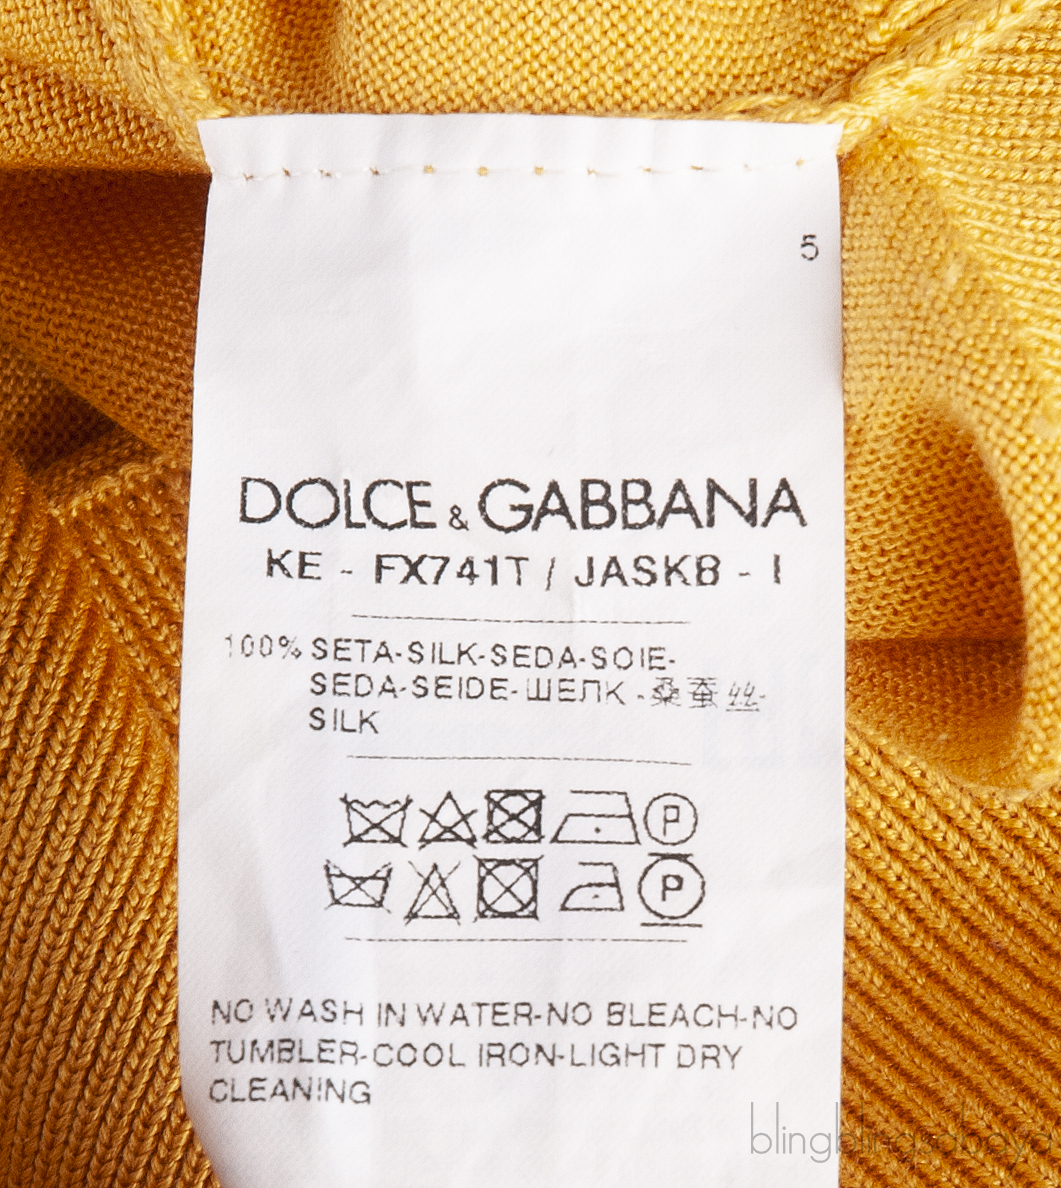 5
DOLCE & GABBANA
KE - FX741T / JASKB - I
100% SETA-SILK-SEDA-SOIE-
SEDA-SEIDE-ШЕЛК-桑蚕丝-
SILK
P
P
NO WASH IN WATER-NO BLEACH-NO
TUMBLER-COOL IRON-LIGHT DRY
CLEANING